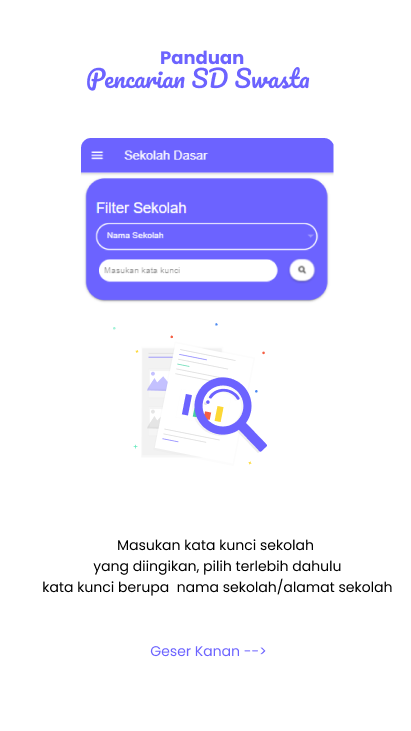 Panduan
Pencarian SD Swasta
Sekolah Dasar
Filter Sekolah
Nama Sekolah
Masukan kata kunci
Masukan kata kunci sekolah
yang diingikan, pilih terlebih dahulu
kata kunci berupa nama sekolah/alamat sekolah
Geser Kanan -->